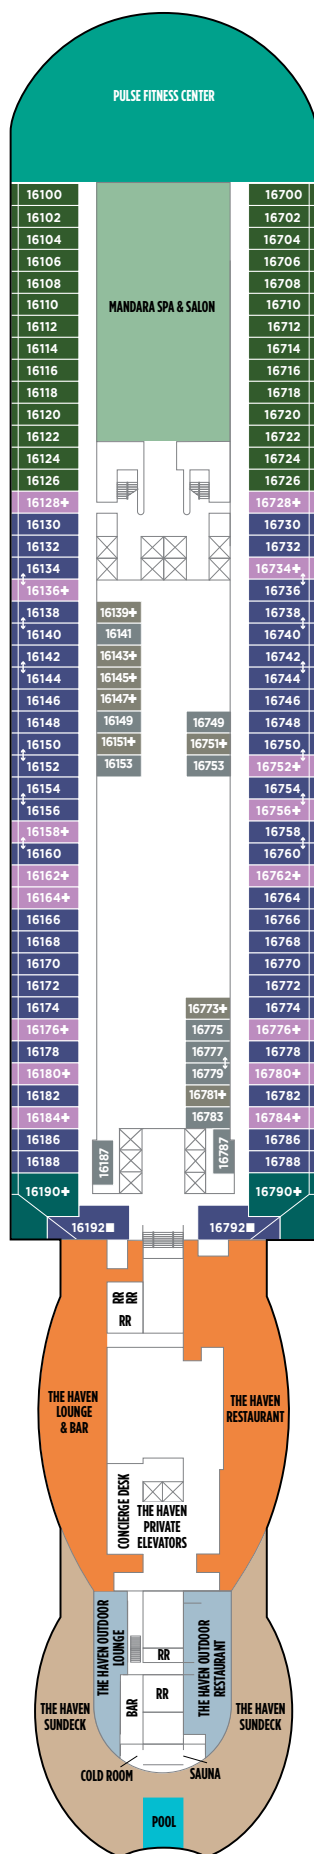 PULSE FITNESS CENTER
16100 16700
16102 16702
16104 16704
16106 16706
16108 16708
16110 MANDARA SPA & SALON 16710
16112 16712
16114 16714
16116 16716
16118 16718
16120 16720
16122 16722
16124 16724
16126 16726
16128+ 16728+
16130 16730
16132 16732
16134 16734+
16136+ 16736
16138 16139+ 16738
16140 16141 16740
16142 16143+ 16742
16144 16145+ 16744
16146 16147+ 16746
16148 16149 16749 16748
16150 16151+ 16751+ 16750
16152 16153 16753 16752+
16154 16754
16156 16756+
16158+ 16758
16160 16760
16162+ 16762+
16164+ 16764
16166 16766
16168 16768
16170 16770
16172 16772
16174 16773+ 16774
16176+ 16775 16776+
16178 16777 16778
16180+ 16779 16780+
16182 16781+ 16782
16184+ 16783 16784+
16186 16786
16188 16187 16787 16788
16190+ 16790+
16192■ 16792■
RR RR
RR
THE HAVEN
LOUNGE
& BAR
THE HAVEN
RESTAURANT
CONCIERGE DESK
THE HAVEN
PRIVATE
ELEVATORS
THE HAVEN OUTDOOR
LOUNGE
THE HAVEN OUTDOOR
RESTAURANT
RR
RR
BAR
THE HAVEN
SUNDECK
THE HAVEN
SUNDECK
COLD ROOM
SAUNA
POOL